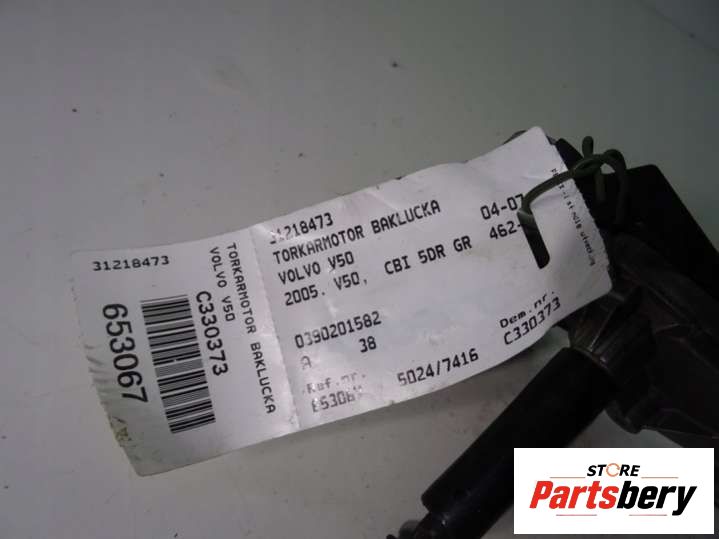 31218473
TORKARMOTOR BAKLUCKA
VOLVO V50
C330373
653067
31218473
TORKARMOTOR BAKLUCKA
04-07
VOLVO V50
462-
2005. V50, CBI 5DR GR
0390201582
A 38
Ref.nr.
5024/7416
Dem.nr.
C330373
STORE
Partsbery